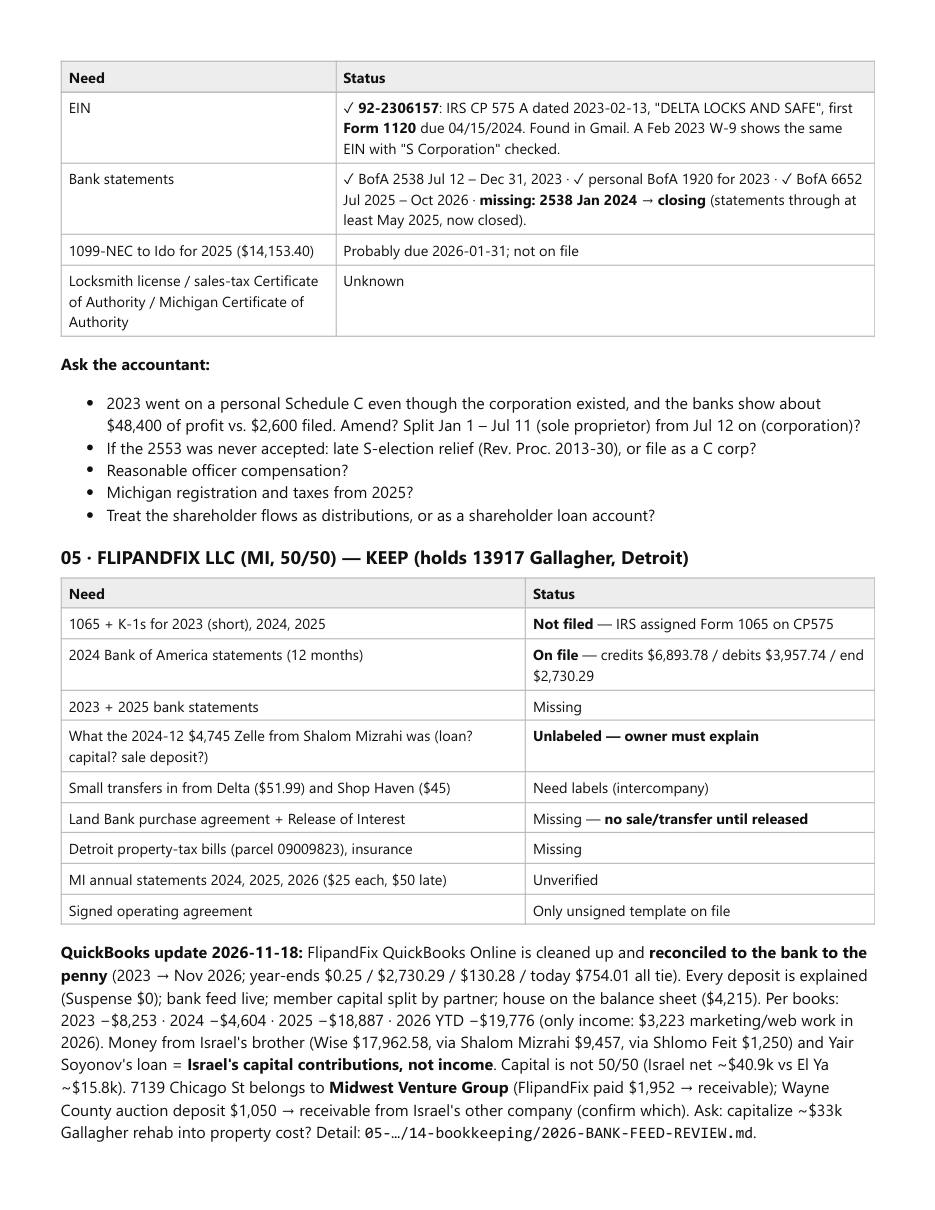 Need Status
EIN ✓ 92-2306157: IRS CP 575 A dated 2023-02-13, "DELTA LOCKS AND SAFE", first
Form 1120 due 04/15/2024. Found in Gmail. A Feb 2023 W-9 shows the same
EIN with "S Corporation" checked.
Bank statements ✓ BofA 2538 Jul 12 – Dec 31, 2023 · ✓ personal BofA 1920 for 2023 · ✓ BofA 6652
Jul 2025 – Oct 2026 · missing: 2538 Jan 2024 → closing (statements through at
least May 2025, now closed).
1099-NEC to Ido for 2025 ($14,153.40) Probably due 2026-01-31; not on file
Locksmith license / sales-tax Certificate Unknown
of Authority / Michigan Certificate of
Authority
Ask the accountant:
• 2023 went on a personal Schedule C even though the corporation existed, and the banks show about
$48,400 of profit vs. $2,600 filed. Amend? Split Jan 1 – Jul 11 (sole proprietor) from Jul 12 on (corporation)?
• If the 2553 was never accepted: late S-election relief (Rev. Proc. 2013-30), or file as a C corp?
• Reasonable officer compensation?
• Michigan registration and taxes from 2025?
• Treat the shareholder flows as distributions, or as a shareholder loan account?
05 · FLIPANDFIX LLC (MI, 50/50) — KEEP (holds 13917 Gallagher, Detroit)
Need Status
1065 + K-1s for 2023 (short), 2024, 2025 Not filed — IRS assigned Form 1065 on CP575
2024 Bank of America statements (12 months) On file — credits $6,893.78 / debits $3,957.74 / end
$2,730.29
2023 + 2025 bank statements Missing
What the 2024-12 $4,745 Zelle from Shalom Mizrahi was (loan? Unlabeled — owner must explain
capital? sale deposit?)
Small transfers in from Delta ($51.99) and Shop Haven ($45) Need labels (intercompany)
Land Bank purchase agreement + Release of Interest Missing — no sale/transfer until released
Detroit property-tax bills (parcel 09009823), insurance Missing
MI annual statements 2024, 2025, 2026 ($25 each, $50 late) Unverified
Signed operating agreement Only unsigned template on file
QuickBooks update 2026-11-18: FlipandFix QuickBooks Online is cleaned up and reconciled to the bank to the
penny (2023 → Nov 2026; year-ends $0.25 / $2,730.29 / $130.28 / today $754.01 all tie). Every deposit is explained
(Suspense $0); bank feed live; member capital split by partner; house on the balance sheet ($4,215). Per books:
2023 −$8,253 · 2024 −$4,604 · 2025 −$18,887 · 2026 YTD −$19,776 (only income: $3,223 marketing/web work in
2026). Money from Israel's brother (Wise $17,962.58, via Shalom Mizrahi $9,457, via Shlomo Feit $1,250) and Yair
Soyonov's loan = Israel's capital contributions, not income. Capital is not 50/50 (Israel net ~$40.9k vs El Ya
~$15.8k). 7139 Chicago St belongs to Midwest Venture Group (FlipandFix paid $1,952 → receivable); Wayne
County auction deposit $1,050 → receivable from Israel's other company (confirm which). Ask: capitalize ~$33k
Gallagher rehab into property cost? Detail: 05-…/14-bookkeeping/2026-BANK-FEED-REVIEW.md.